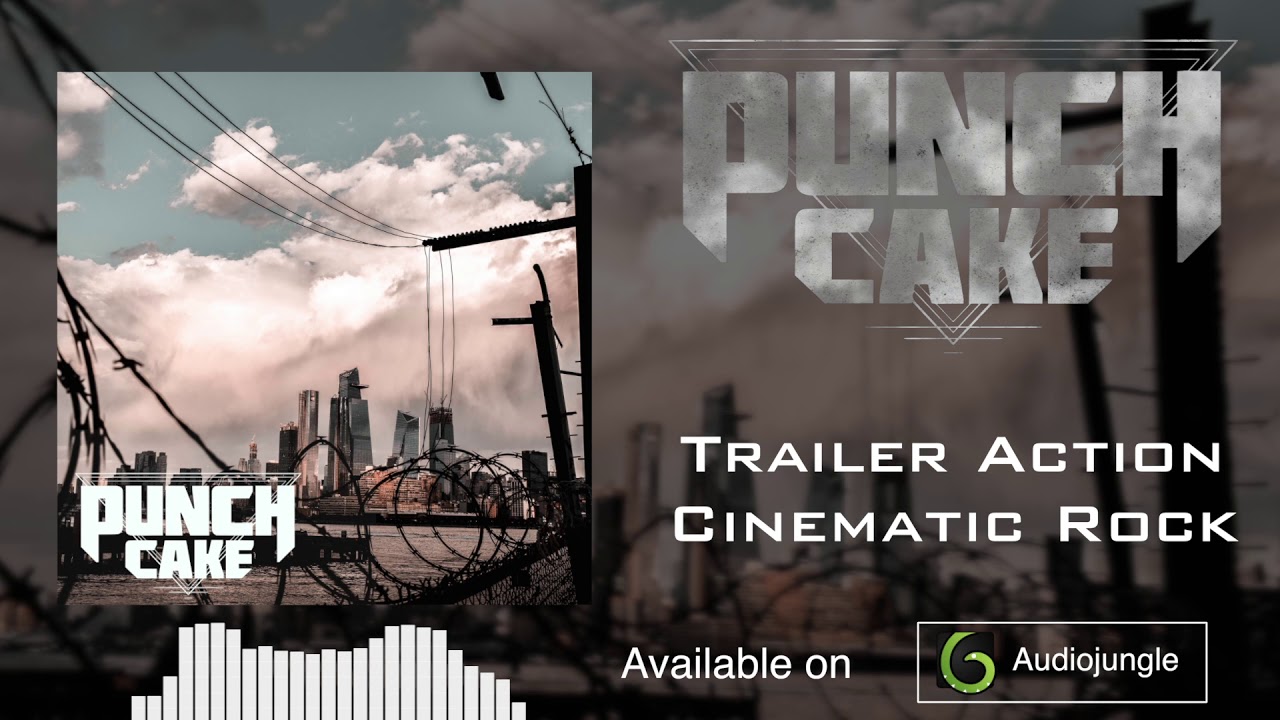 PUNCH
CAKE
PUNCH
CAKE
Trailer Action
Cinematic Rock
Available on
Audiojungle